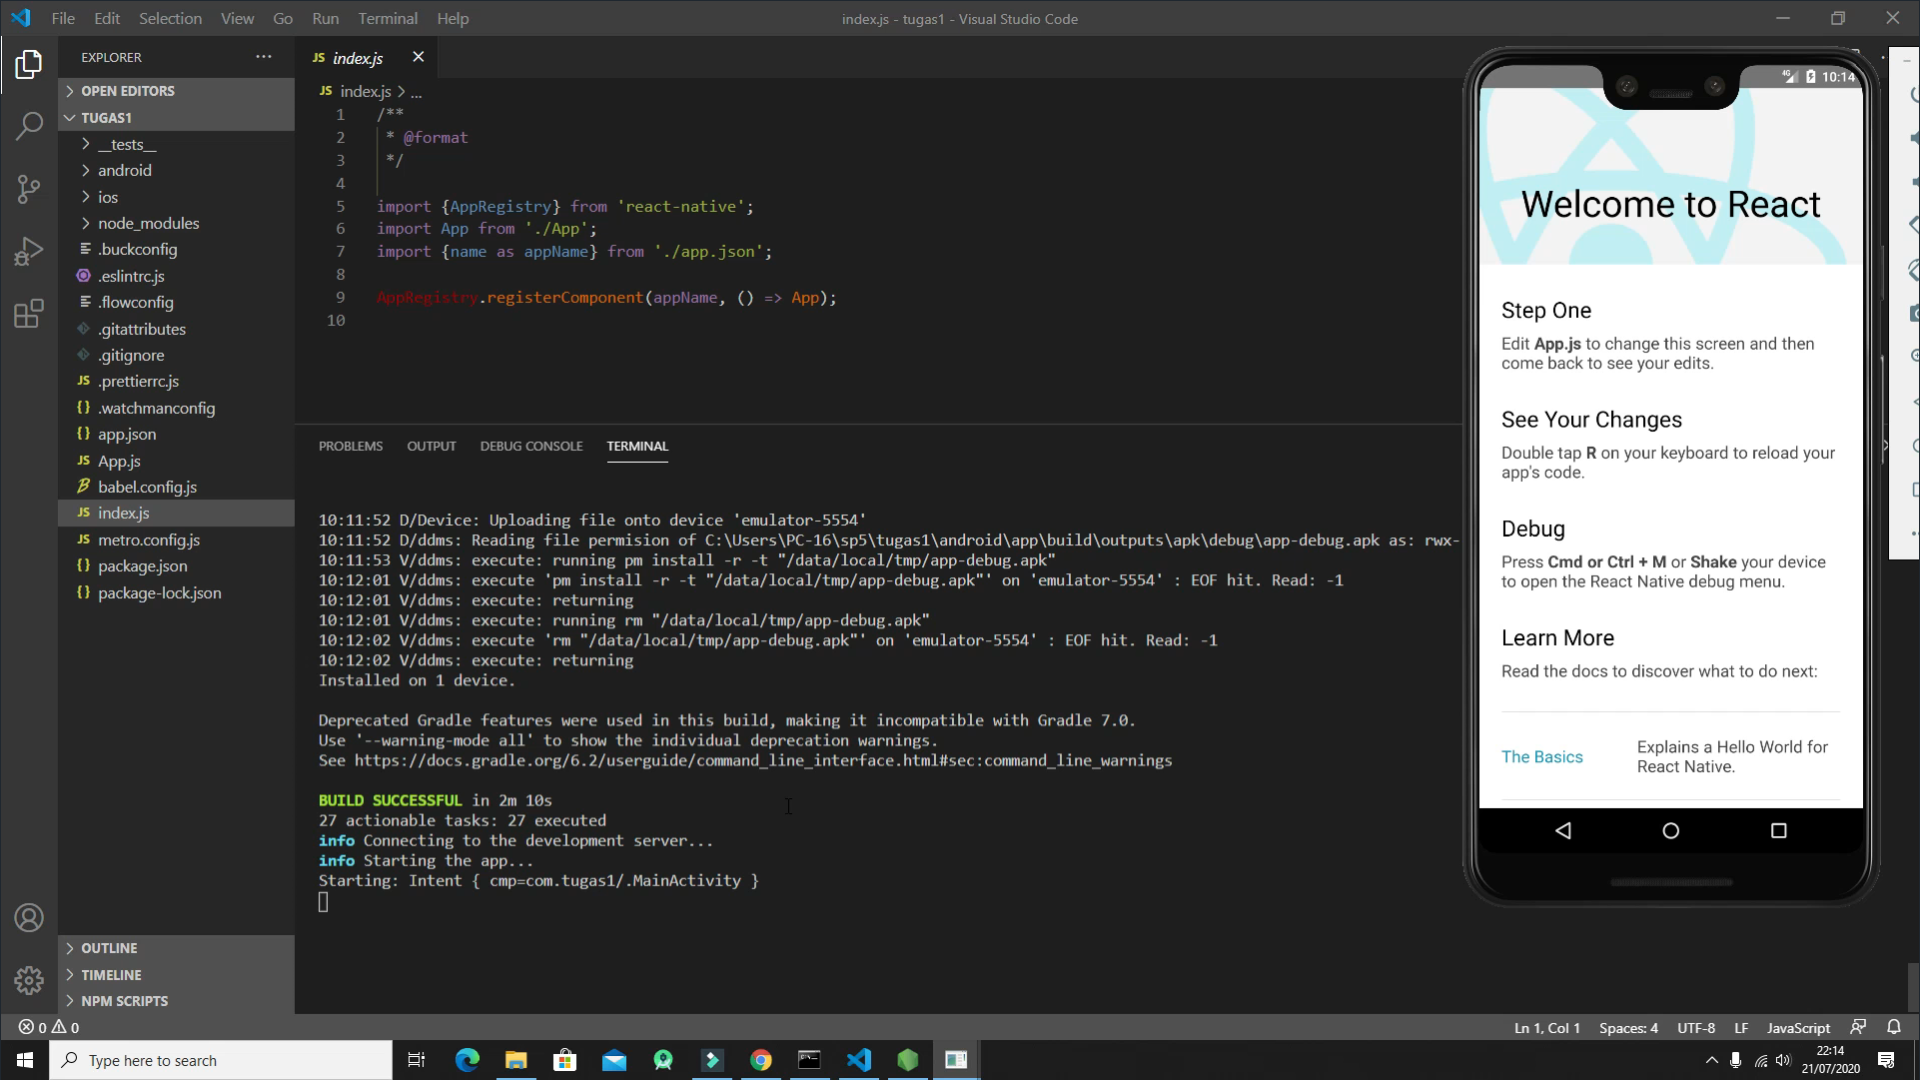 File Edit Selection View Go Run Terminal Help
index.js - tugas1 - Visual Studio Code
EXPLORER
OPEN EDITORS
TUGAS1
__tests__
android
ios
node_modules
.buckconfig
.eslintrc.js
.flowconfig
.gitattributes
.gitignore
.prettierrc.js
.watchmanconfig
app.json
App.js
babel.config.js
index.js
metro.config.js
package.json
package-lock.json
OUTLINE
TIMELINE
NPM SCRIPTS
JS index.js
JS index.js > ...
1 /**
2 * @format
3 */
4
5 import {AppRegistry} from 'react-native';
6 import App from './App';
7 import {name as appName} from './app.json';
8
9 AppRegistry.registerComponent(appName, () => App);
10
PROBLEMS OUTPUT DEBUG CONSOLE TERMINAL
10:11:52 D/Device: Uploading file onto device 'emulator-5554'
10:11:52 D/ddms: Reading file permision of C:\Users\PC-16\sp5\tugas1\android\app\build\outputs\apk\debug\app-debug.apk as: rwx-
10:11:53 V/ddms: execute: running pm install -r -t "/data/local/tmp/app-debug.apk"
10:12:01 V/ddms: execute 'pm install -r -t "/data/local/tmp/app-debug.apk"' on 'emulator-5554' : EOF hit. Read: -1
10:12:01 V/ddms: execute: returning
10:12:01 V/ddms: execute: running rm "/data/local/tmp/app-debug.apk"
10:12:02 V/ddms: execute 'rm "/data/local/tmp/app-debug.apk"' on 'emulator-5554' : EOF hit. Read: -1
10:12:02 V/ddms: execute: returning
Installed on 1 device.
Deprecated Gradle features were used in this build, making it incompatible with Gradle 7.0.
Use '--warning-mode all' to show the individual deprecation warnings.
See https://docs.gradle.org/6.2/userguide/command_line_interface.html#sec:command_line_warnings
BUILD SUCCESSFUL in 2m 10s
27 actionable tasks: 27 executed
info Connecting to the development server...
info Starting the app...
Starting: Intent { cmp=com.tugas1/.MainActivity }
4G 10:14
Welcome to React
Step One
Edit App.js to change this screen and then
come back to see your edits.
See Your Changes
Double tap R on your keyboard to reload your
app's code.
Debug
Press Cmd or Ctrl + M or Shake your device
to open the React Native debug menu.
Learn More
Read the docs to discover what to do next:
The Basics
Explains a Hello World for
React Native.
0 0
Ln 1, Col 1 Spaces: 4 UTF-8 LF JavaScript
Type here to search
22:14
21/07/2020